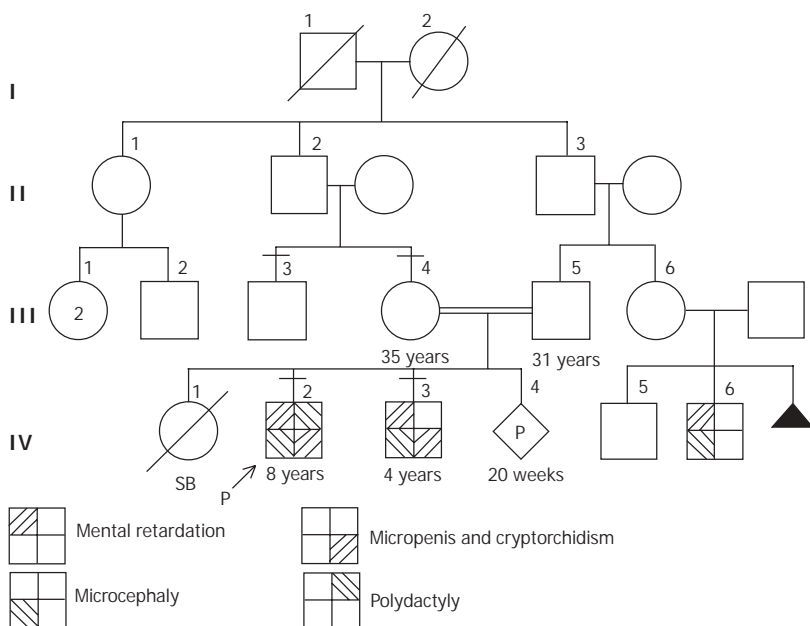 1 2
I
1 2 3
II
1 2 3 4 5 6
III 2
35 years 31 years
1 2 3 4 5 6
IV P
SB 8 years 4 years 20 weeks
P
Mental retardation Micropenis and cryptorchidism
Microcephaly Polydactyly